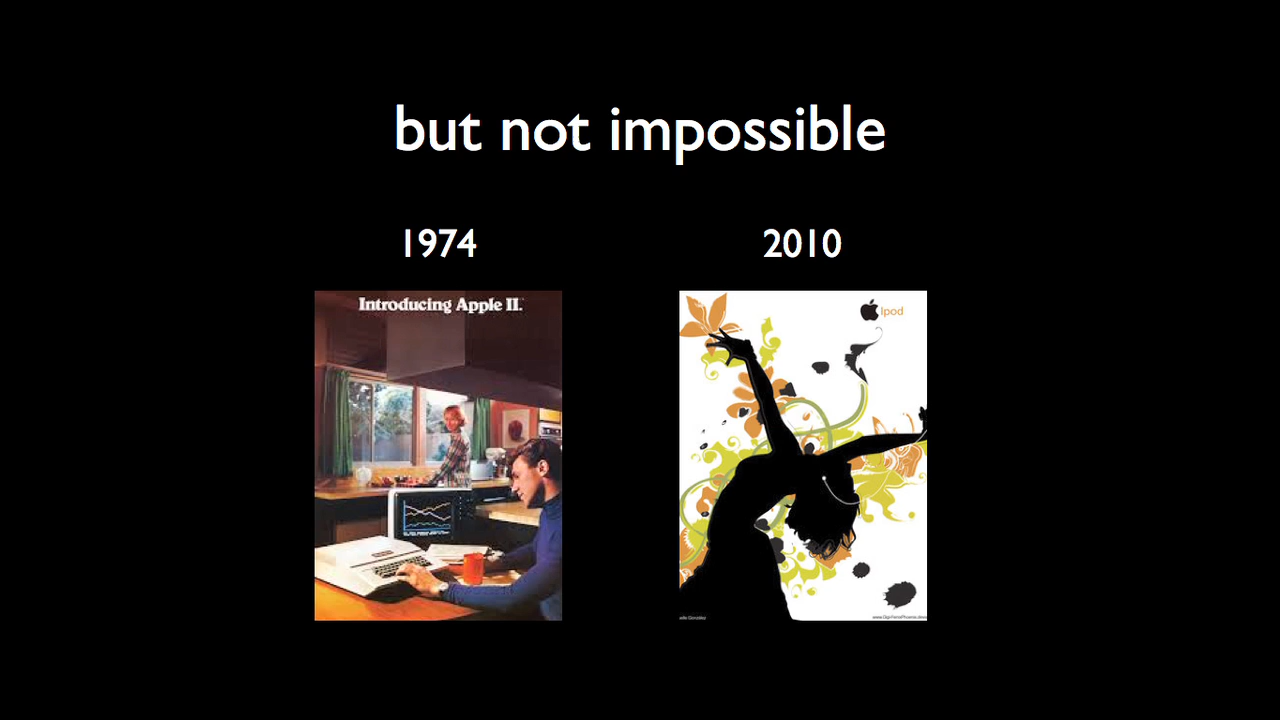 but not impossible
1974
2010
Introducing Apple II.
Ipod